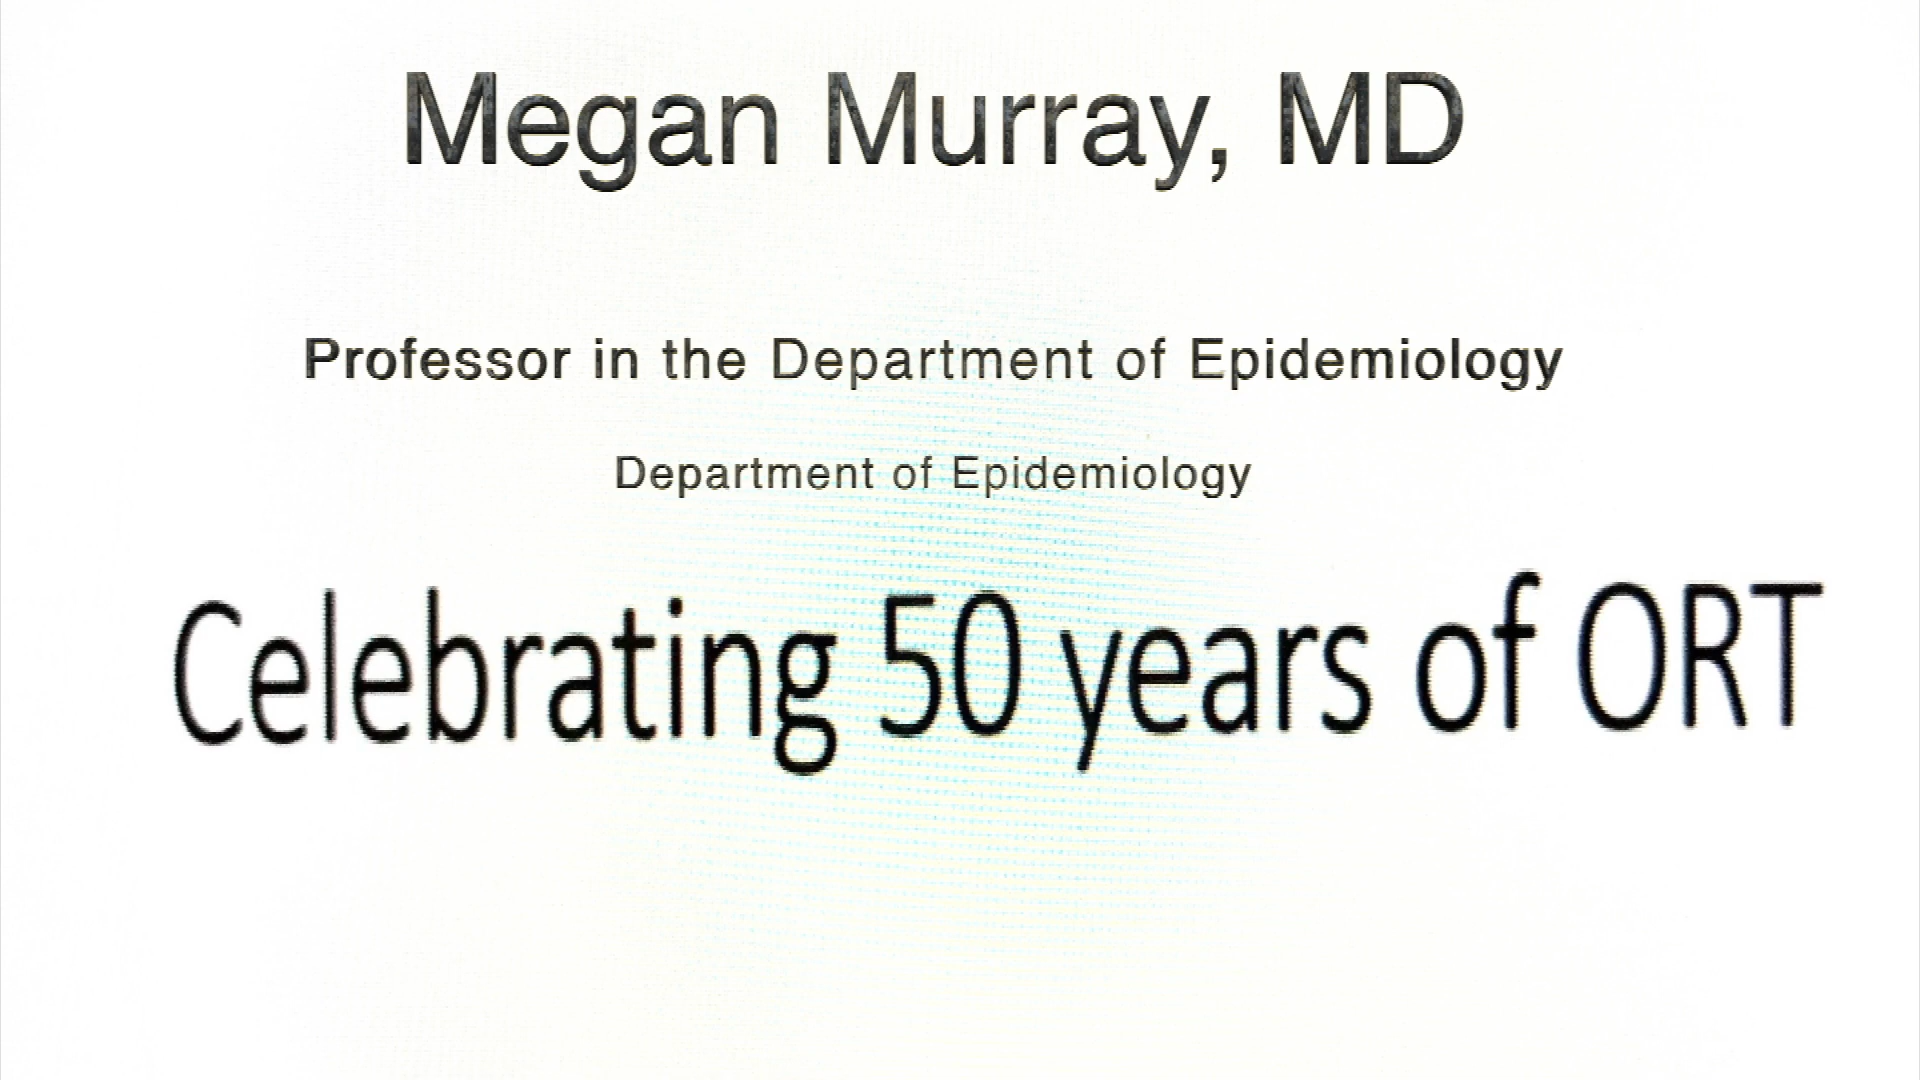 Megan Murray, MD
Professor in the Department of Epidemiology
Department of Epidemiology
Celebrating 50 years of ORT